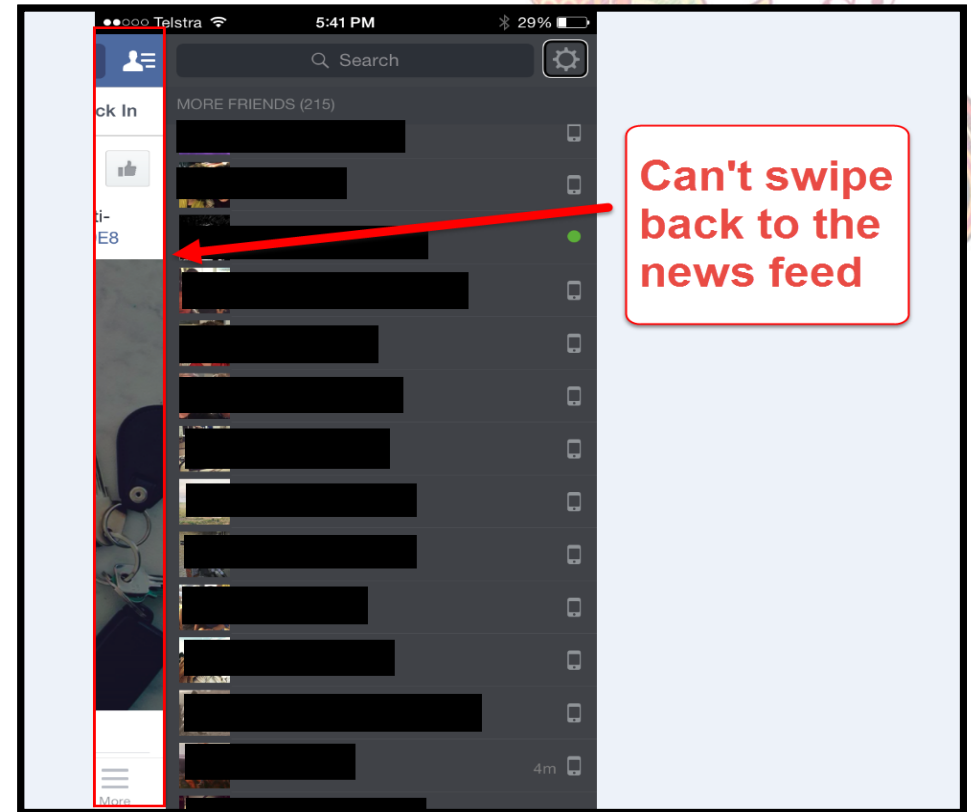 Telstra 5:41 PM 29%
Search
ck In
MORE FRIENDS (215)
Can't swipe
back to the
news feed
ti-
E8
4m
More